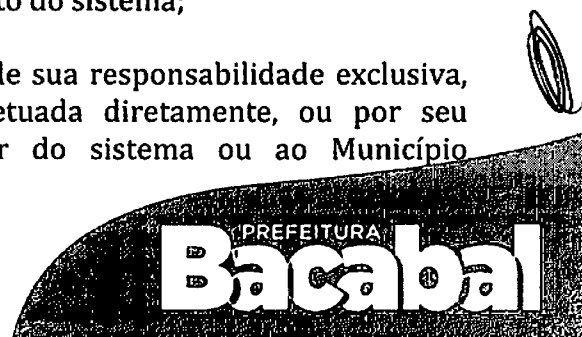 to do sistema;
de sua responsabilidade exclusiva,
etuada diretamente, ou por seu
r do sistema ou ao Município
PREFEITURA
Bacabal